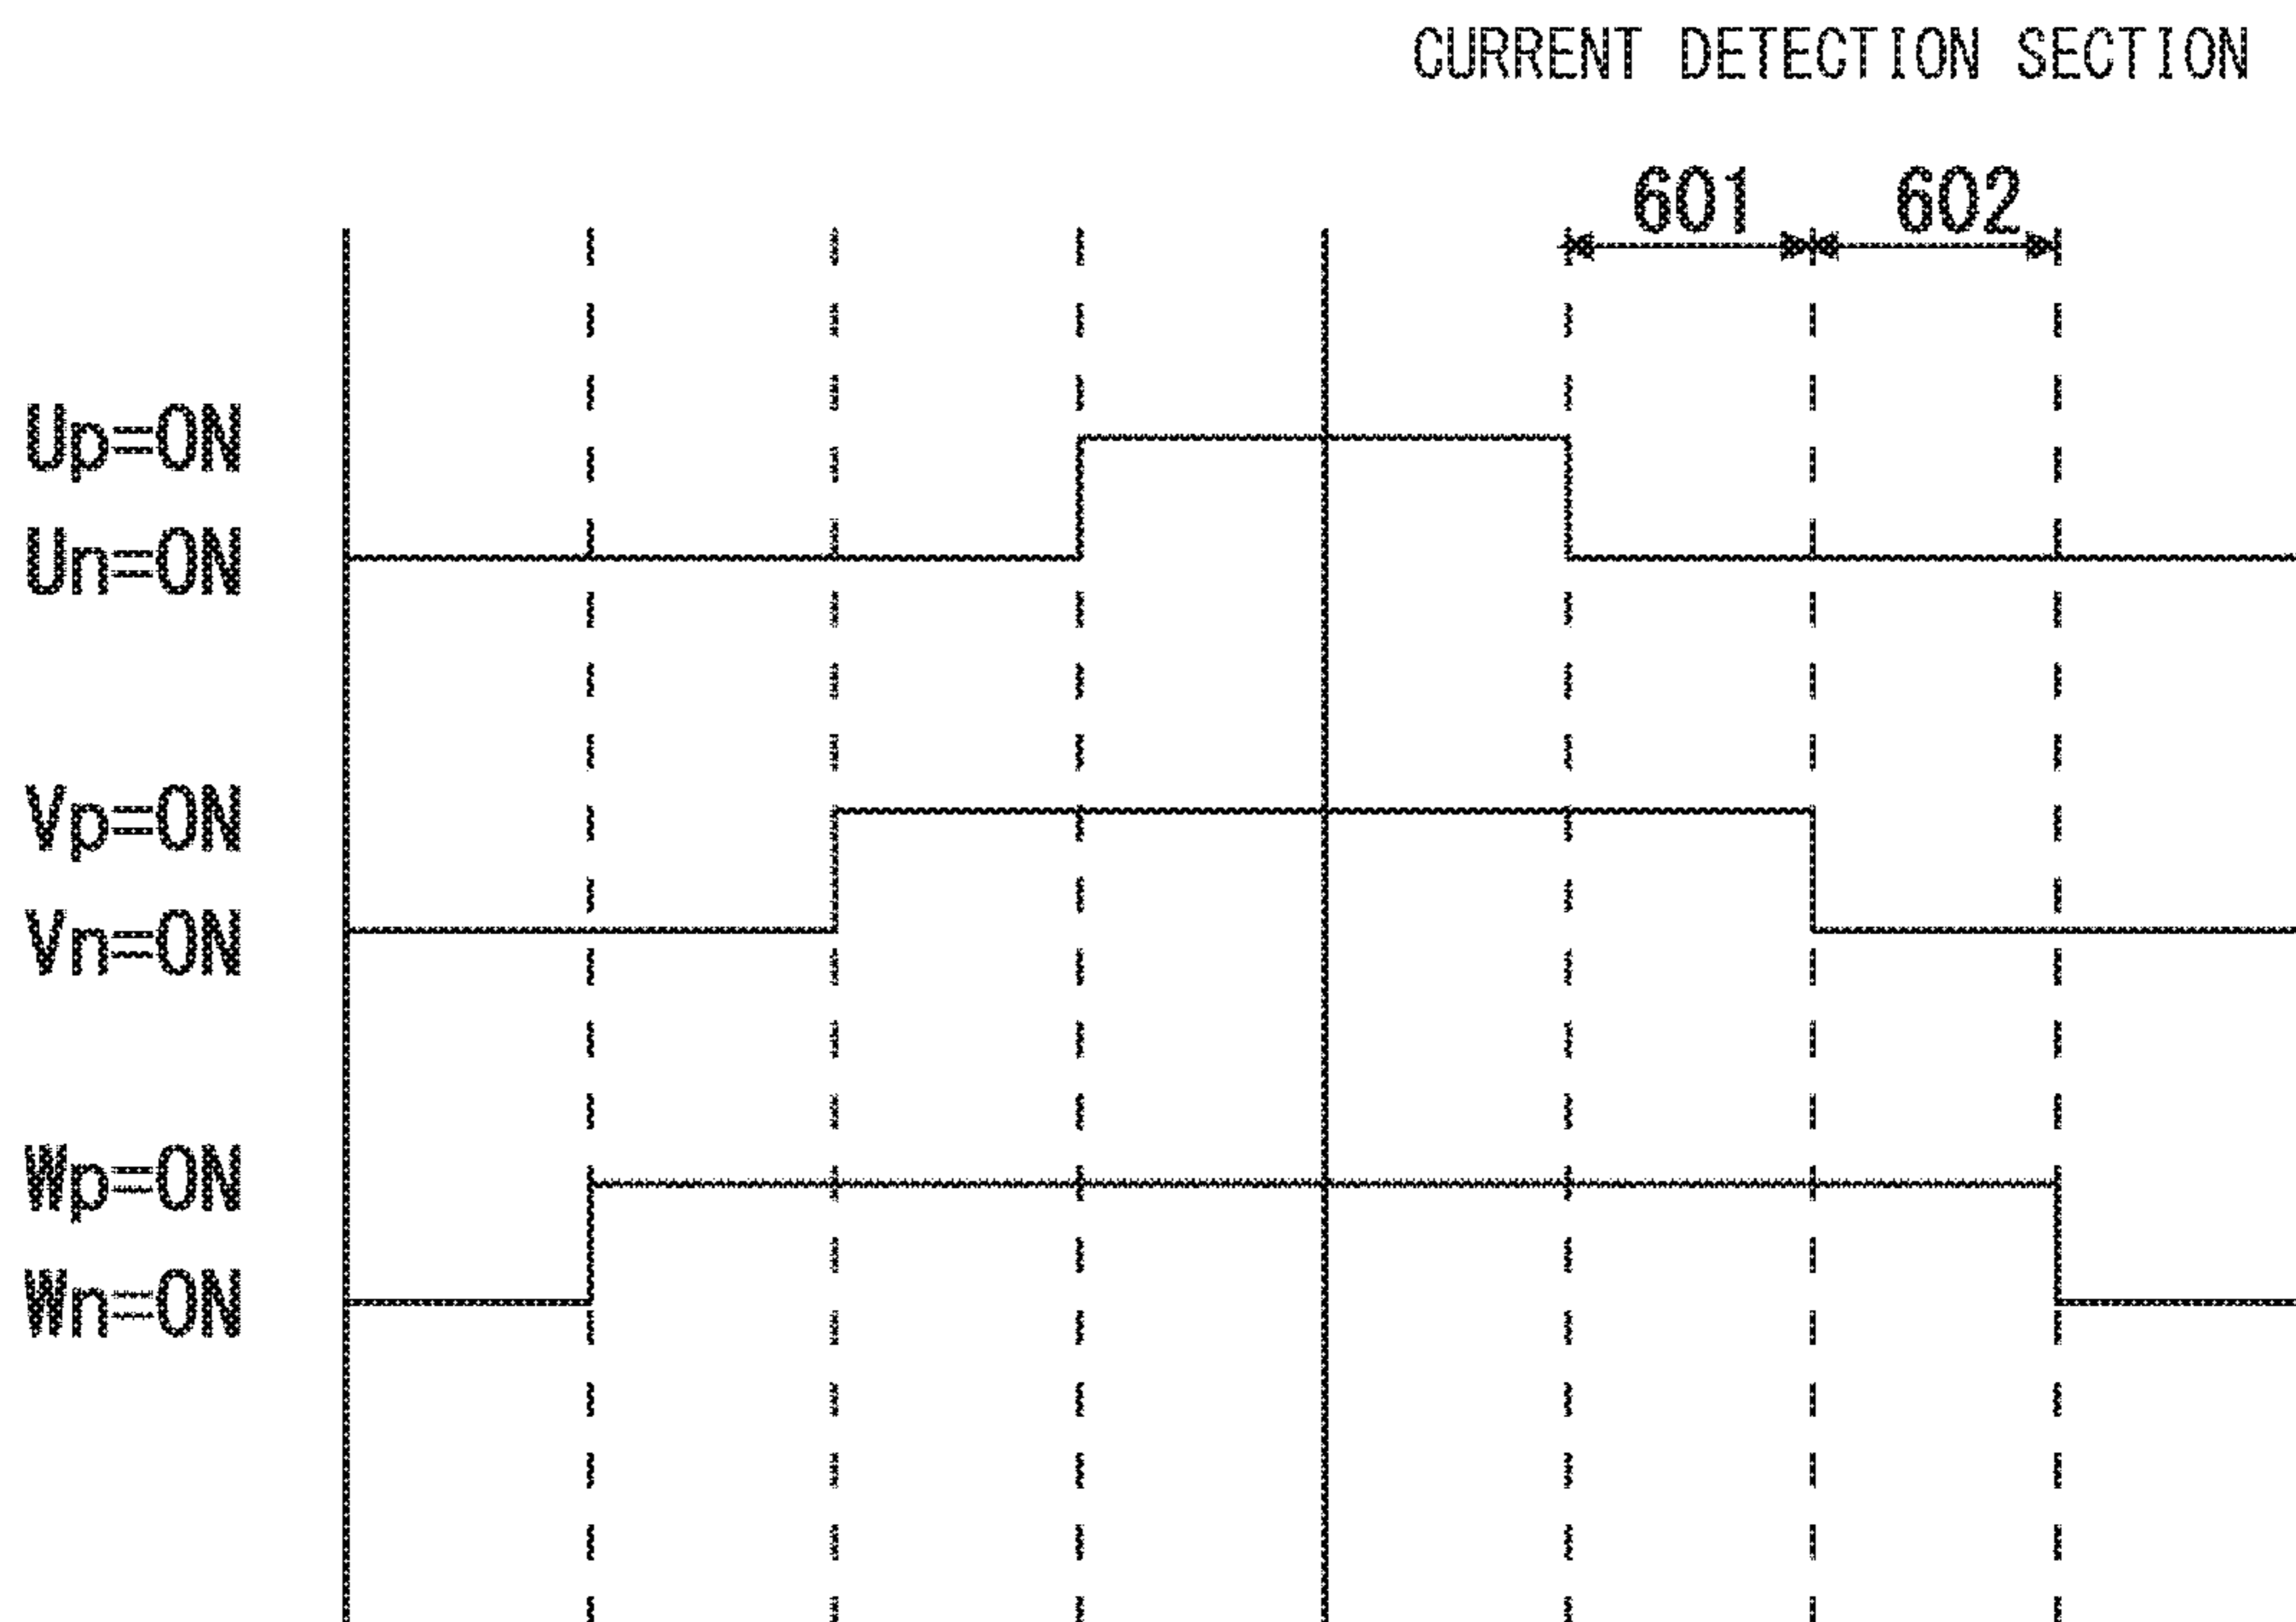 CURRENT DETECTION SECTION
601 602
Up=ON
Un=ON
Vp=ON
Vn=ON
Wp=ON
Wn=ON